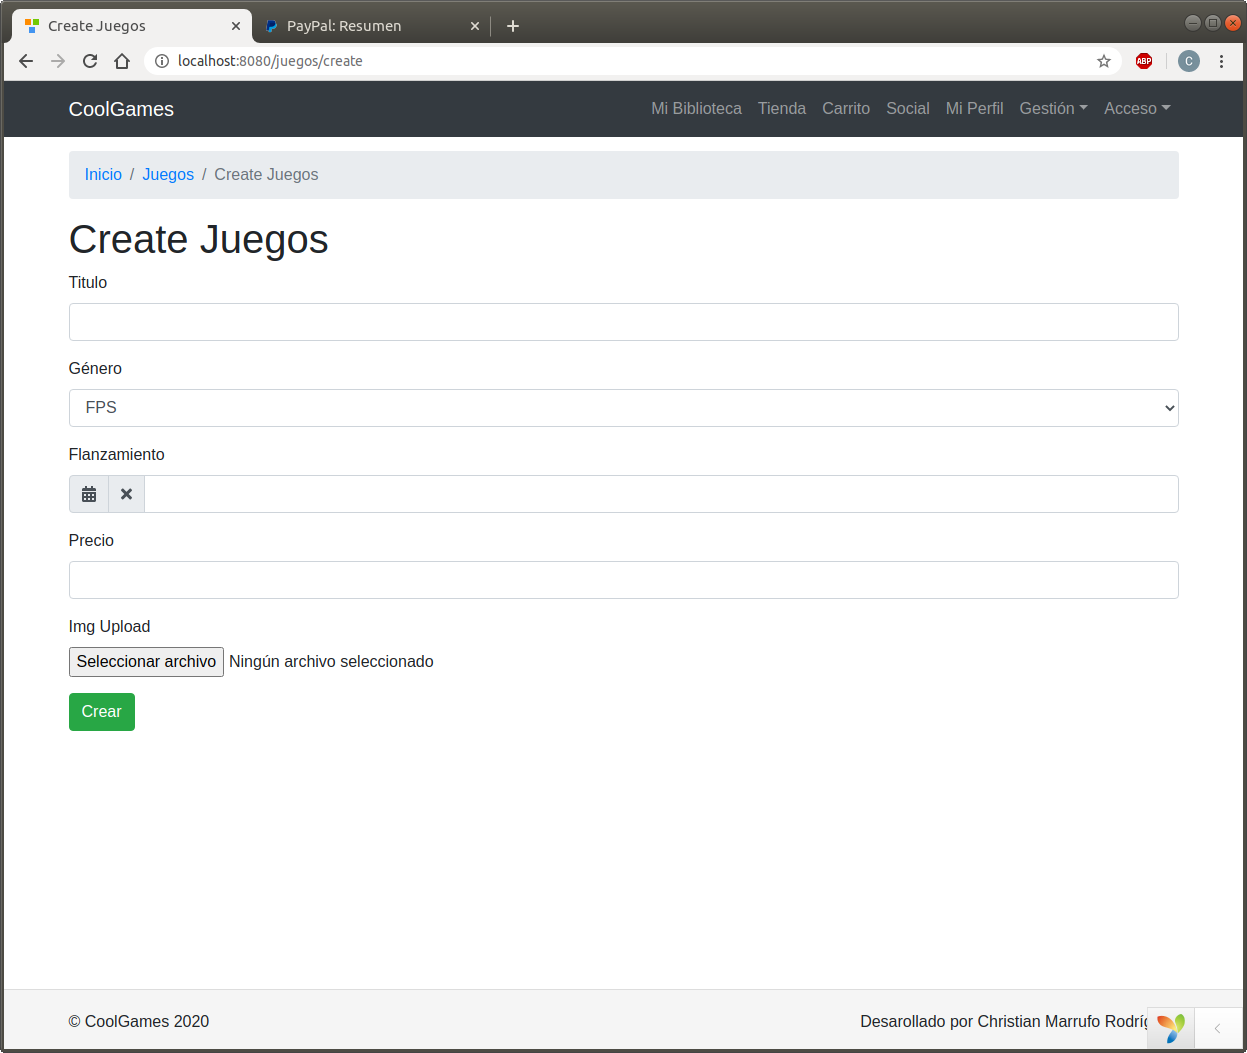 Create Juegos
PayPal: Resumen
localhost:8080/juegos/create
ABP
C
CoolGames Mi Biblioteca Tienda Carrito Social Mi Perfil Gestión Acceso
Inicio / Juegos / Create Juegos
Create Juegos
Titulo
Género
FPS
Flanzamiento
Precio
Img Upload
Seleccionar archivo Ningún archivo seleccionado
Crear
© CoolGames 2020 Desarollado por Christian Marrufo